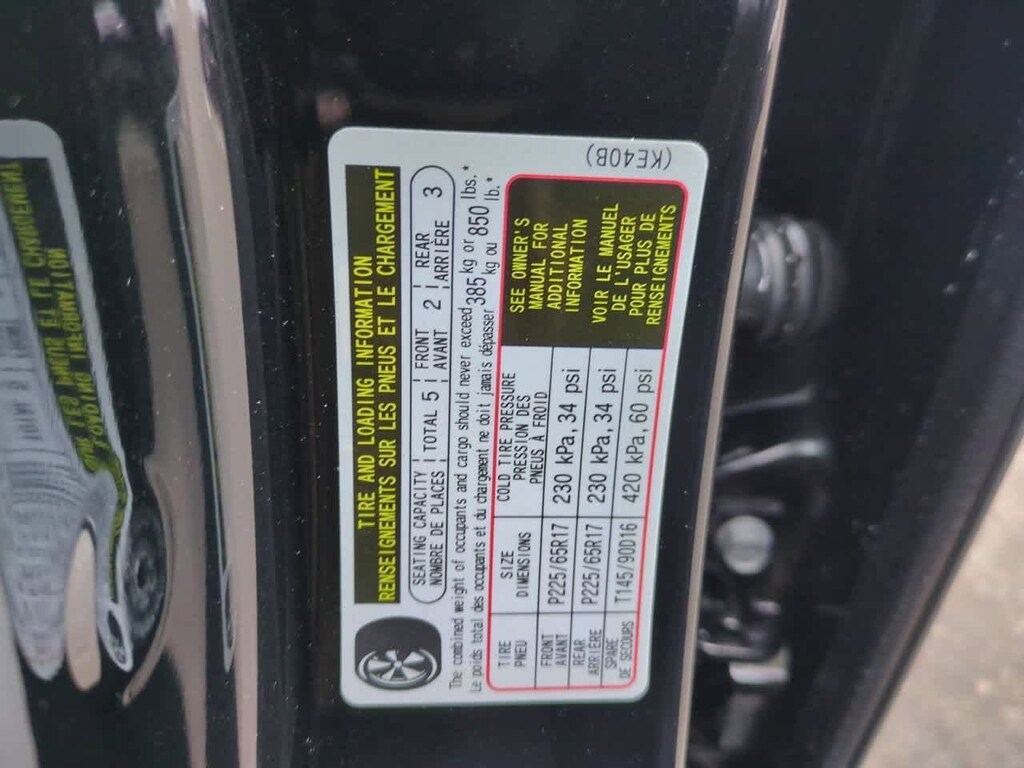 TIRE AND LOADING INFORMATION
RENSEIGNEMENTS SUR LES PNEUS ET LE CHARGEMENT
SEATING CAPACITY TOTAL 5 FRONT 2 REAR 3
NOMBRE DE PLACES AVANT ARRIÈRE
The combined weight of occupants and cargo should never exceed 385 kg or 850 lbs.*
Le poids total des occupants et du chargement ne doit jamais dépasser kg ou lb.*
TIRE SIZE COLD TIRE PRESSURE
PNEU DIMENSIONS PRESSION DES
PNEUS À FROID
FRONT P225/65R17 230 kPa, 34 psi
AVANT
REAR P225/65R17 230 kPa, 34 psi
ARRIÈRE
SPARE T145/90D16 420 kPa, 60 psi
DE SECOURS
SEE OWNER'S
MANUAL FOR
ADDITIONAL
INFORMATION
VOIR LE MANUEL
DE L'USAGER
POUR PLUS DE
RENSEIGNEMENTS
(KE40B)